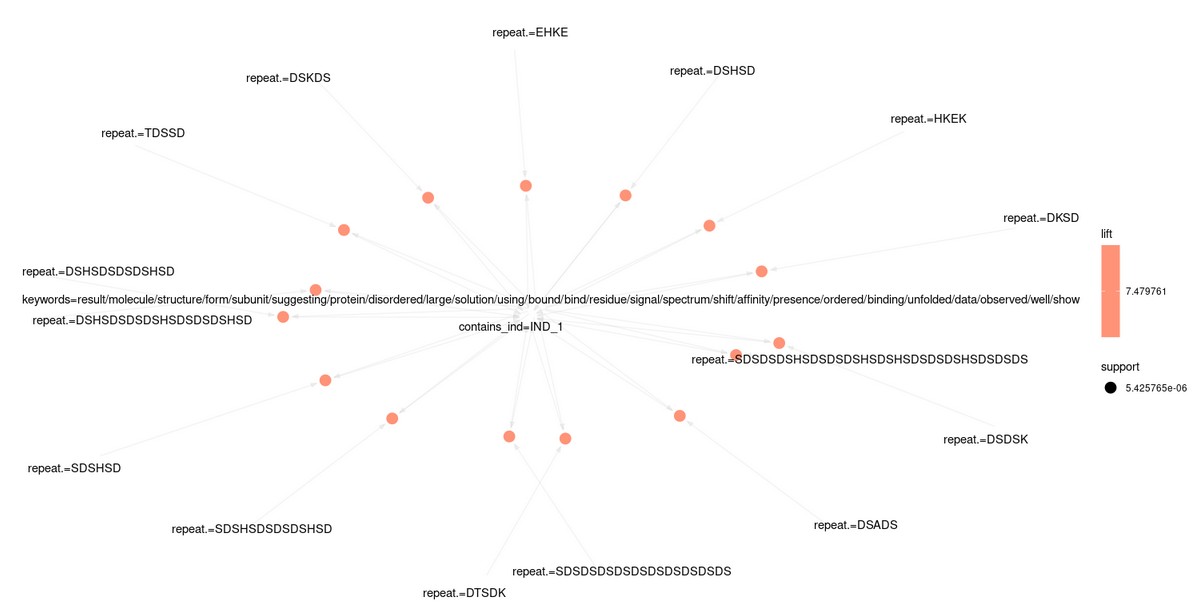 repeat.=EHKE
repeat.=DSHSD
repeat.=DSKDS
repeat.=HKEK
repeat.=TDSSD
repeat.=DKSD
lift
repeat.=DSHSDSDSDSHSD
7.479761
keywords=result/molecule/structure/form/subunit/suggesting/protein/disordered/large/solution/using/bound/bind/residue/signal/spectrum/shift/affinity/presence/ordered/binding/unfolded/data/observed/well/show
repeat.=DSHSDSDSDSHSDSDSDSHSD
contains_ind=IND_1
repeat.=SDSDSDSHSDSDSDSHSDSHSDSDSDSHSDSDSDS
support
5.425765e-06
repeat.=DSDSK
repeat.=SDSHSD
repeat.=DSADS
repeat.=SDSHSDSDSDSHSD
repeat.=SDSDSDSDSDSDSDSDSDSDS
repeat.=DTSDK